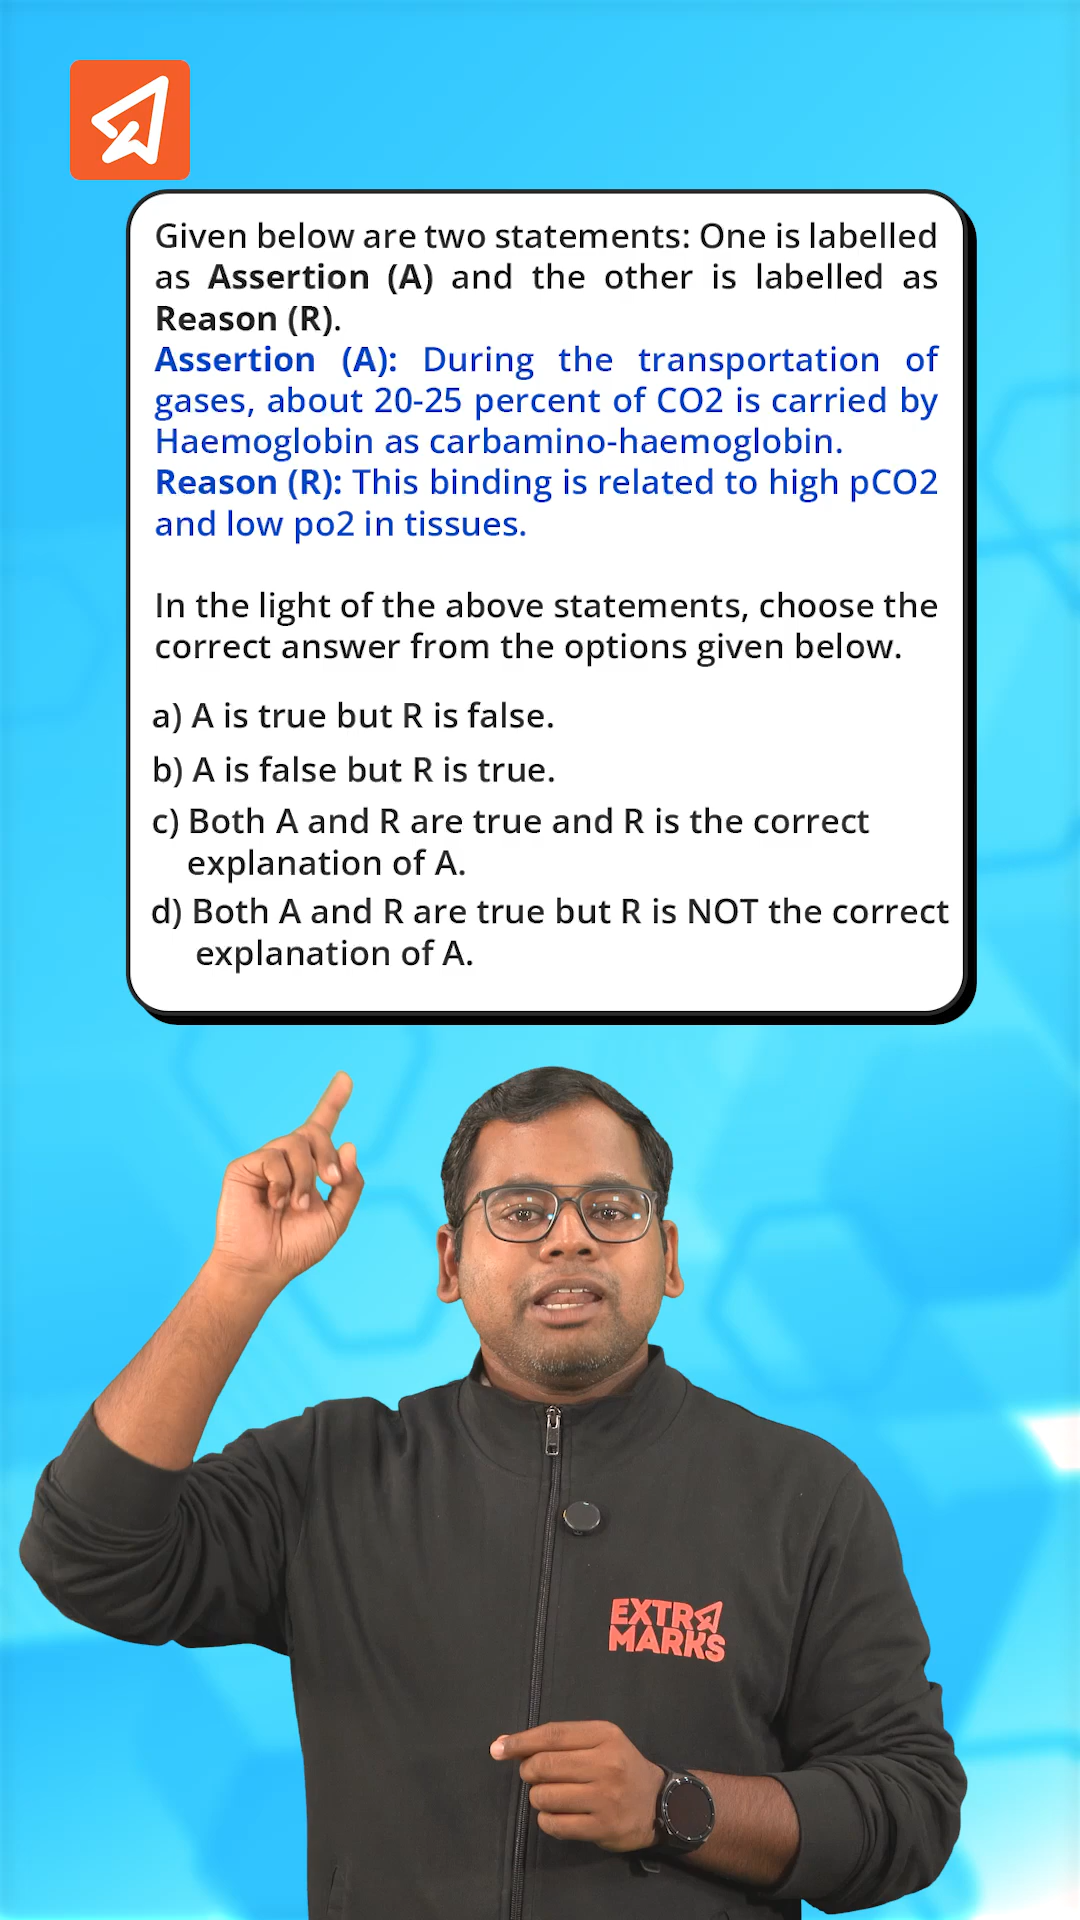 Given below are two statements: One is labelled
as Assertion (A) and the other is labelled as
Reason (R).
Assertion (A): During the transportation of
gases, about 20-25 percent of CO2 is carried by
Haemoglobin as carbamino-haemoglobin.
Reason (R): This binding is related to high pCO2
and low po2 in tissues.
In the light of the above statements, choose the
correct answer from the options given below.
a) A is true but R is false.
b) A is false but R is true.
c) Both A and R are true and R is the correct
explanation of A.
d) Both A and R are true but R is NOT the correct
explanation of A.
EXTRA
MARKS